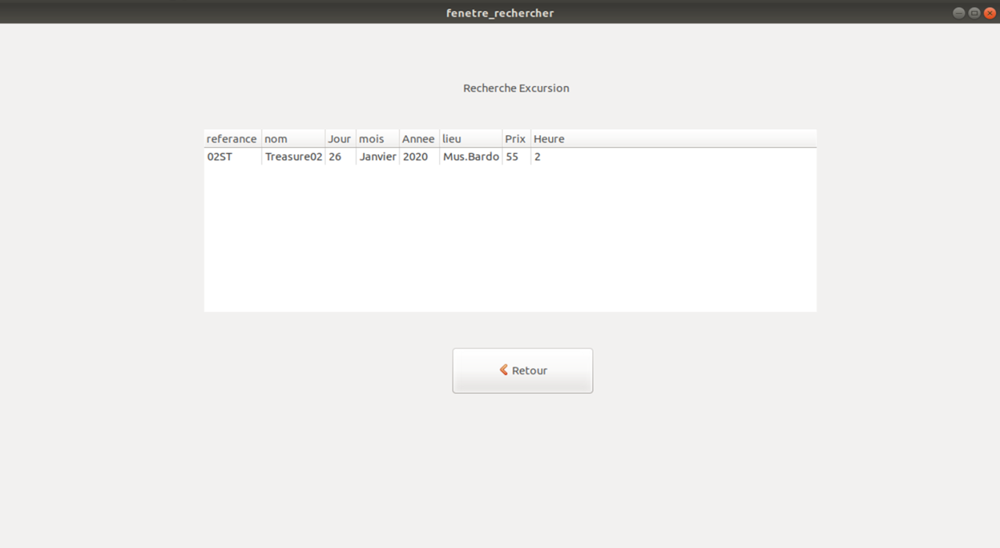 fenetre_rechercher
Recherche Excursion
referance nom Jour mois Annee lieu Prix Heure
02ST Treasure02 26 Janvier 2020 Mus.Bardo 55 2
Retour